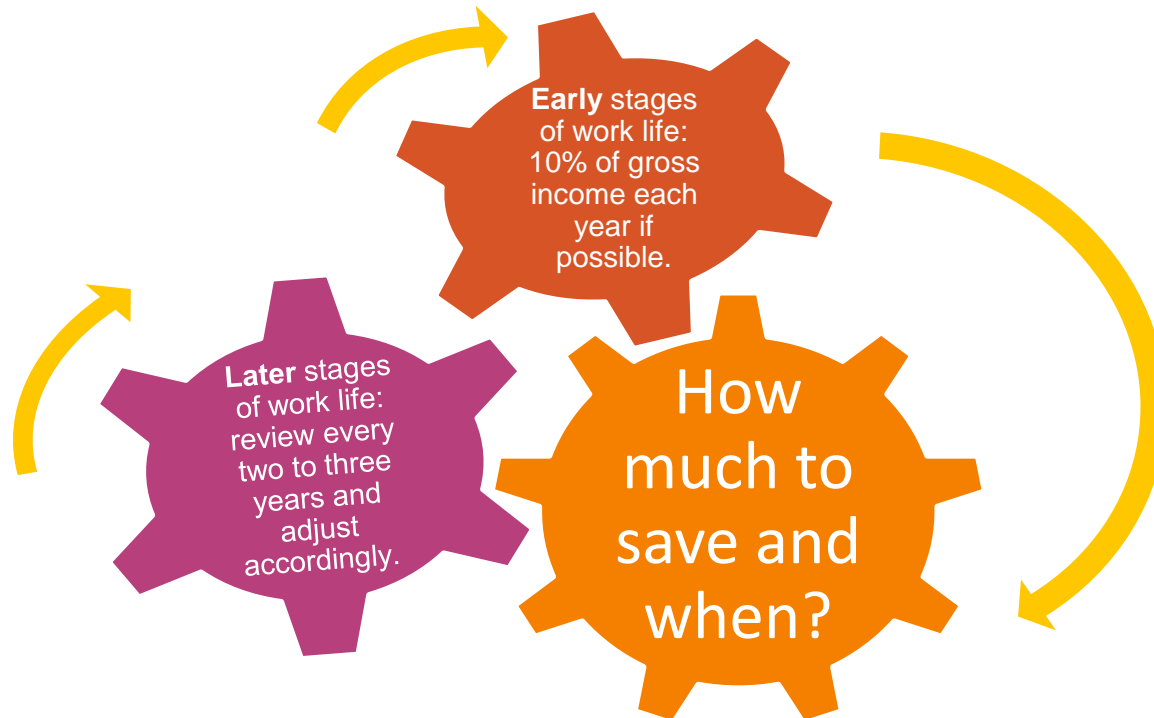 Early stages
of work life:
10% of gross
income each
year if
possible.
Later stages
of work life:
review every
two to three
years and
adjust
accordingly.
How
much to
save and
when?